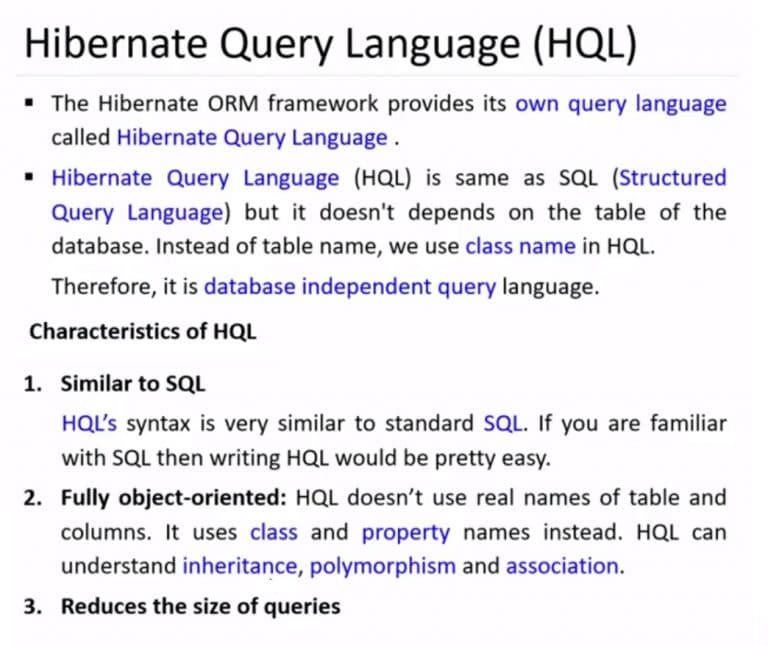 Hibernate Query Language (HQL)
▪ The Hibernate ORM framework provides its own query language
called Hibernate Query Language .
▪ Hibernate Query Language (HQL) is same as SQL (Structured
Query Language) but it doesn't depends on the table of the
database. Instead of table name, we use class name in HQL.
Therefore, it is database independent query language.
Characteristics of HQL
1. Similar to SQL
HQL’s syntax is very similar to standard SQL. If you are familiar
with SQL then writing HQL would be pretty easy.
2. Fully object-oriented: HQL doesn’t use real names of table and
columns. It uses class and property names instead. HQL can
understand inheritance, polymorphism and association.
3. Reduces the size of queries